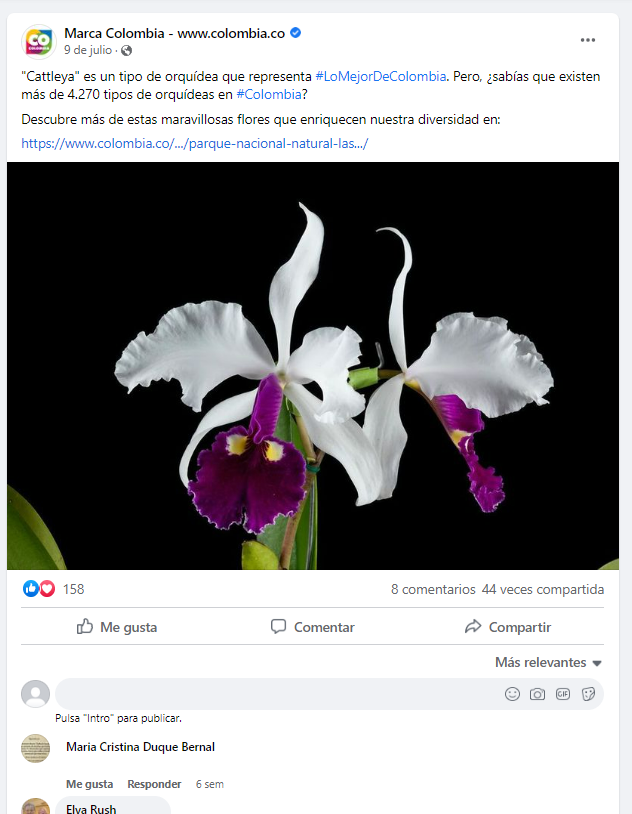 Marca Colombia - www.colombia.co
9 de julio ·
"Cattleya" es un tipo de orquídea que representa #LoMejorDeColombia. Pero, ¿sabías que existen
más de 4.270 tipos de orquídeas en #Colombia?
Descubre más de estas maravillosas flores que enriquecen nuestra diversidad en:
https://www.colombia.co/.../parque-nacional-natural-las.../
158
8 comentarios 44 veces compartida
Me gusta Comentar Compartir
Más relevantes
GIF
Pulsa "Intro" para publicar.
Maria Cristina Duque Bernal
Me gusta Responder 6 sem
Elva Rush